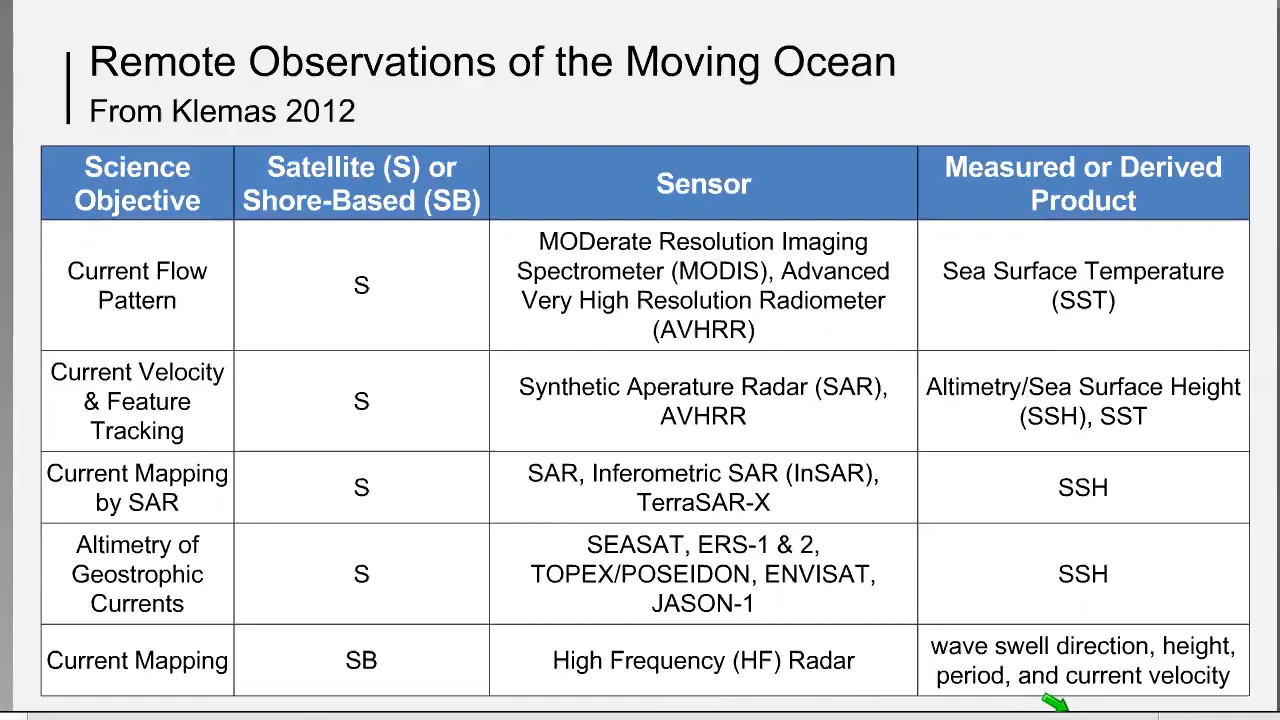 Remote Observations of the Moving Ocean
From Klemas 2012
Science
Objective
Satellite (S) or
Shore-Based (SB)
Sensor
Measured or Derived
Product
Current Flow
Pattern
S
MODerate Resolution Imaging
Spectrometer (MODIS), Advanced
Very High Resolution Radiometer
(AVHRR)
Sea Surface Temperature
(SST)
Current Velocity
& Feature
Tracking
S
Synthetic Aperature Radar (SAR),
AVHRR
Altimetry/Sea Surface Height
(SSH), SST
Current Mapping
by SAR
S
SAR, Inferometric SAR (InSAR),
TerraSAR-X
SSH
Altimetry of
Geostrophic
Currents
S
SEASAT, ERS-1 & 2,
TOPEX/POSEIDON, ENVISAT,
JASON-1
SSH
Current Mapping
SB
High Frequency (HF) Radar
wave swell direction, height,
period, and current velocity